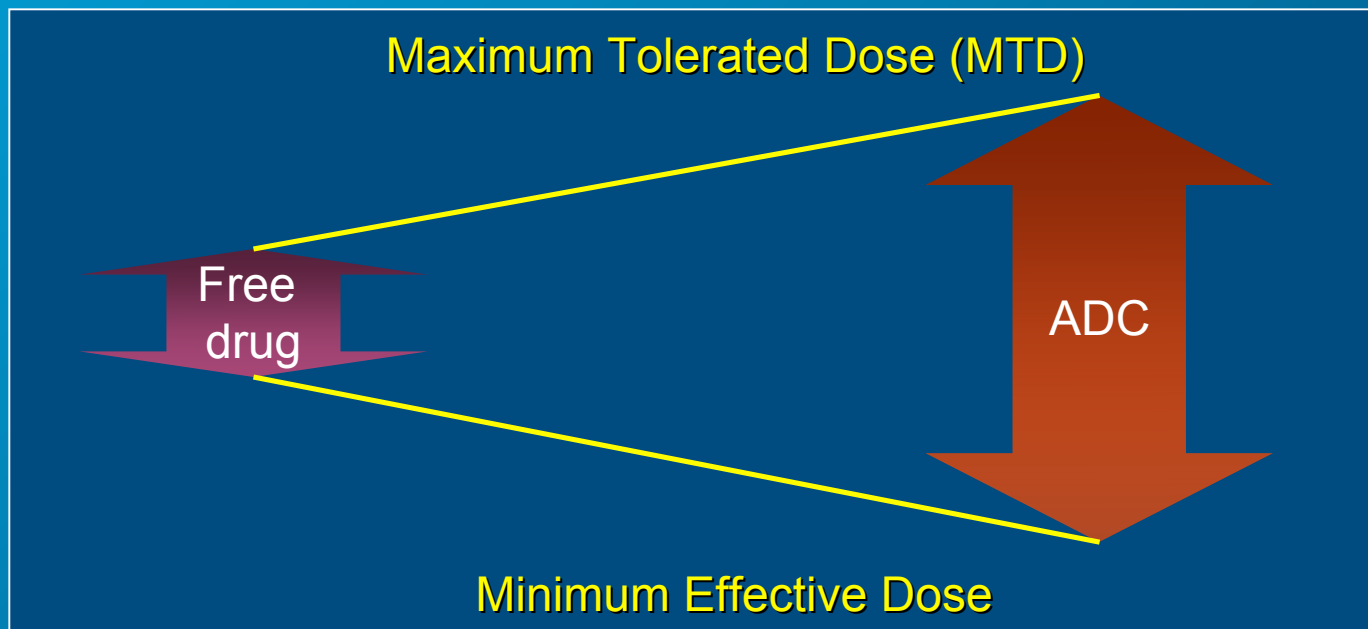 Maximum Tolerated Dose (MTD)
Free
drug
ADC
Minimum Effective Dose